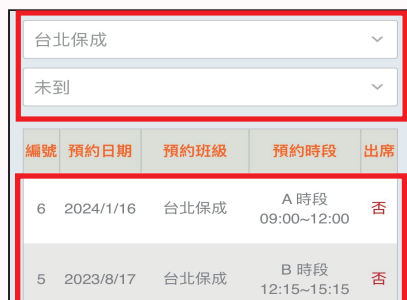 台北保成
未到
編號 預約日期 預約班級 預約時段 出席
6 2024/1/16 台北保成 A 時段 09:00~12:00 否
5 2023/8/17 台北保成 B 時段 12:15~15:15 否